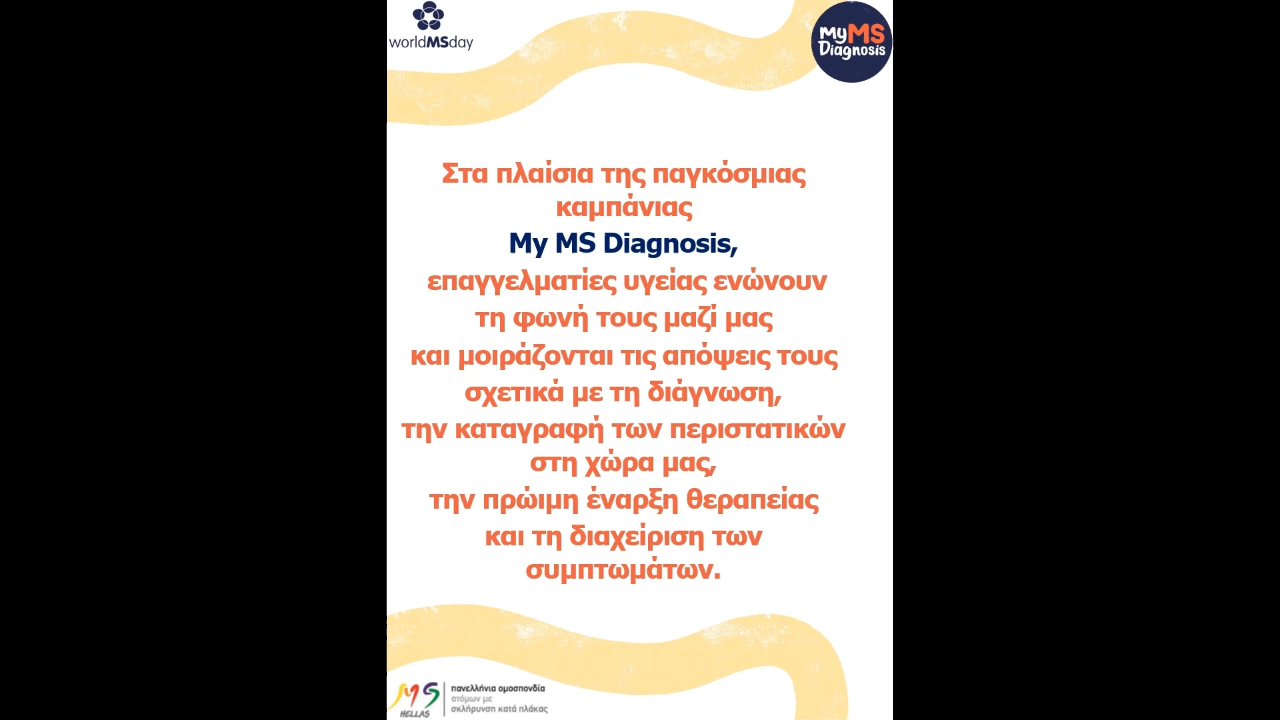 worldMSday
MyMS
Diagnosis
Στα πλαίσια της παγκόσμιας
καμπάνιας
My MS Diagnosis,
επαγγελματίες υγείας ενώνουν
τη φωνή τους μαζί μας
και μοιράζονται τις απόψεις τους
σχετικά με τη διάγνωση,
την καταγραφή των περιστατικών
στη χώρα μας,
την πρώιμη έναρξη θεραπείας
και τη διαχείριση των
συμπτωμάτων.
MS
HELLAS
πανελλήνια ομοσπονδία
ατόμων με
σκλήρυνση κατά πλάκας